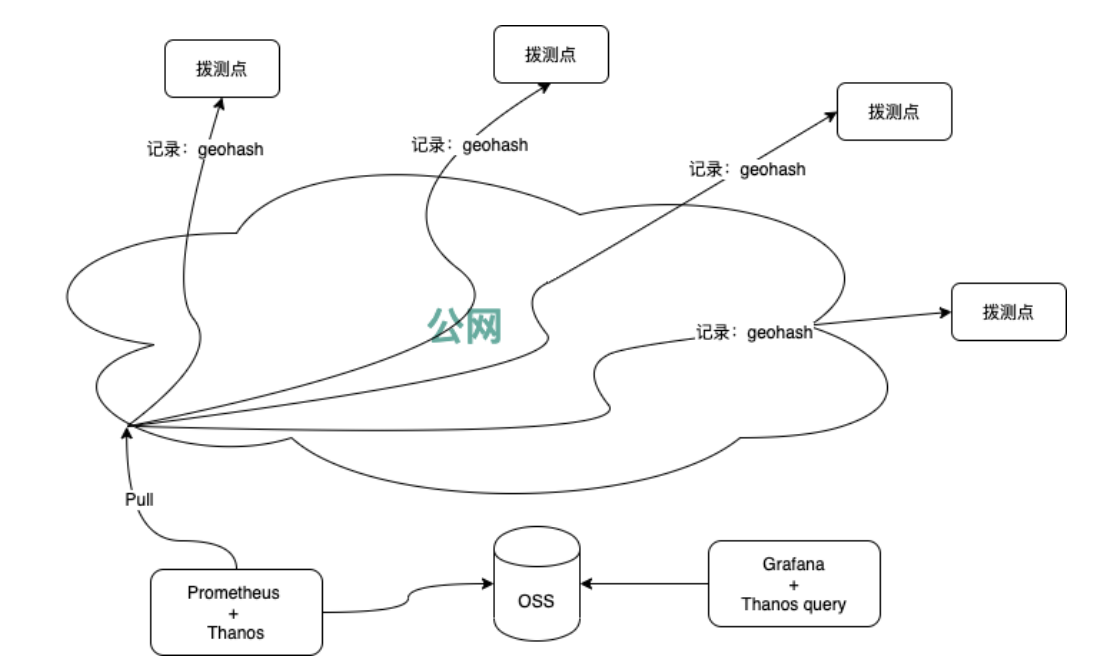 拨测点
拨测点
拨测点
记录：geohash
记录：geohash
记录：geohash
拨测点
公网
记录：geohash
Pull
Prometheus
+
Thanos
OSS
Grafana
+
Thanos query